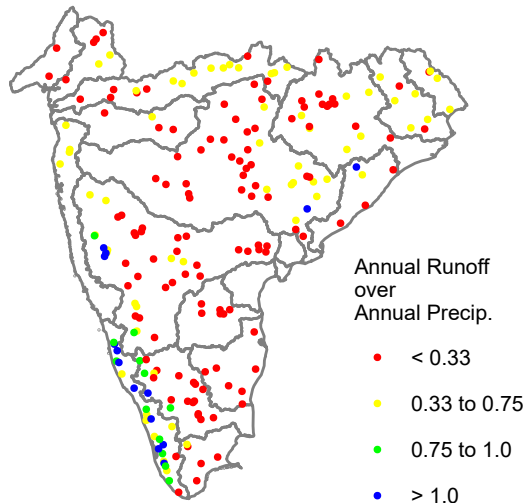 Annual Runoff
over
Annual Precip.
< 0.33
0.33 to 0.75
0.75 to 1.0
> 1.0